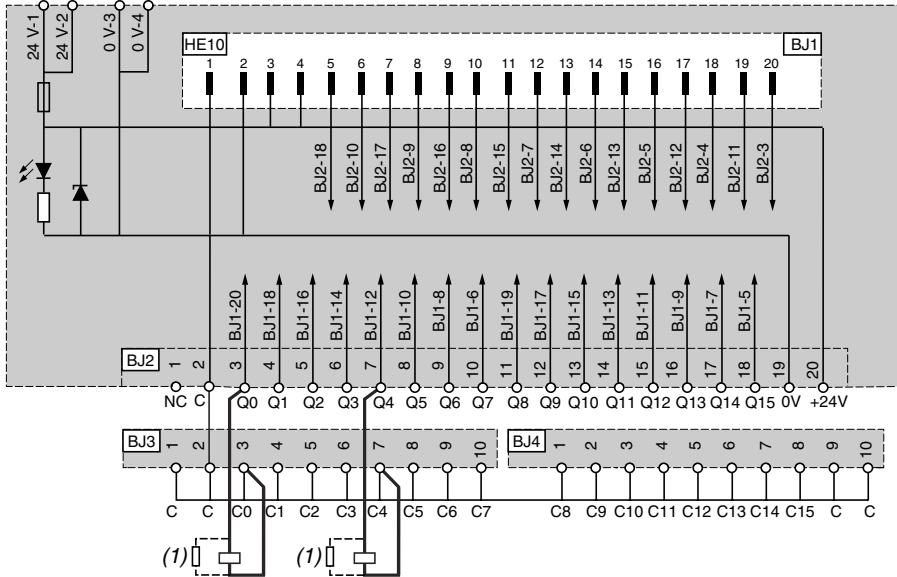 24 V-1 24 V-2 0 V-3 0 V-4
HE10 BJ1
1 2 3 4 5 6 7 8 9 10 11 12 13 14 15 16 17 18 19 20
BJ2-18 BJ2-10 BJ2-17 BJ2-9 BJ2-16 BJ2-8 BJ2-15 BJ2-7 BJ2-14 BJ2-6 BJ2-13 BJ2-5 BJ2-12 BJ2-4 BJ2-11 BJ2-3
BJ1-20 BJ1-18 BJ1-16 BJ1-14 BJ1-12 BJ1-10 BJ1-8 BJ1-6 BJ1-19 BJ1-17 BJ1-15 BJ1-13 BJ1-11 BJ1-9 BJ1-7 BJ1-5
BJ2 1 2 3 4 5 6 7 8 9 10 11 12 13 14 15 16 17 18 19 20
NC C Q0 Q1 Q2 Q3 Q4 Q5 Q6 Q7 Q8 Q9 Q10 Q11 Q12 Q13 Q14 Q15 0V +24V
BJ3 1 2 3 4 5 6 7 8 9 10 BJ4 1 2 3 4 5 6 7 8 9 10
C C C0 C1 C2 C3 C4 C5 C6 C7 C8 C9 C10 C11 C12 C13 C14 C15 C C
(1) (1)